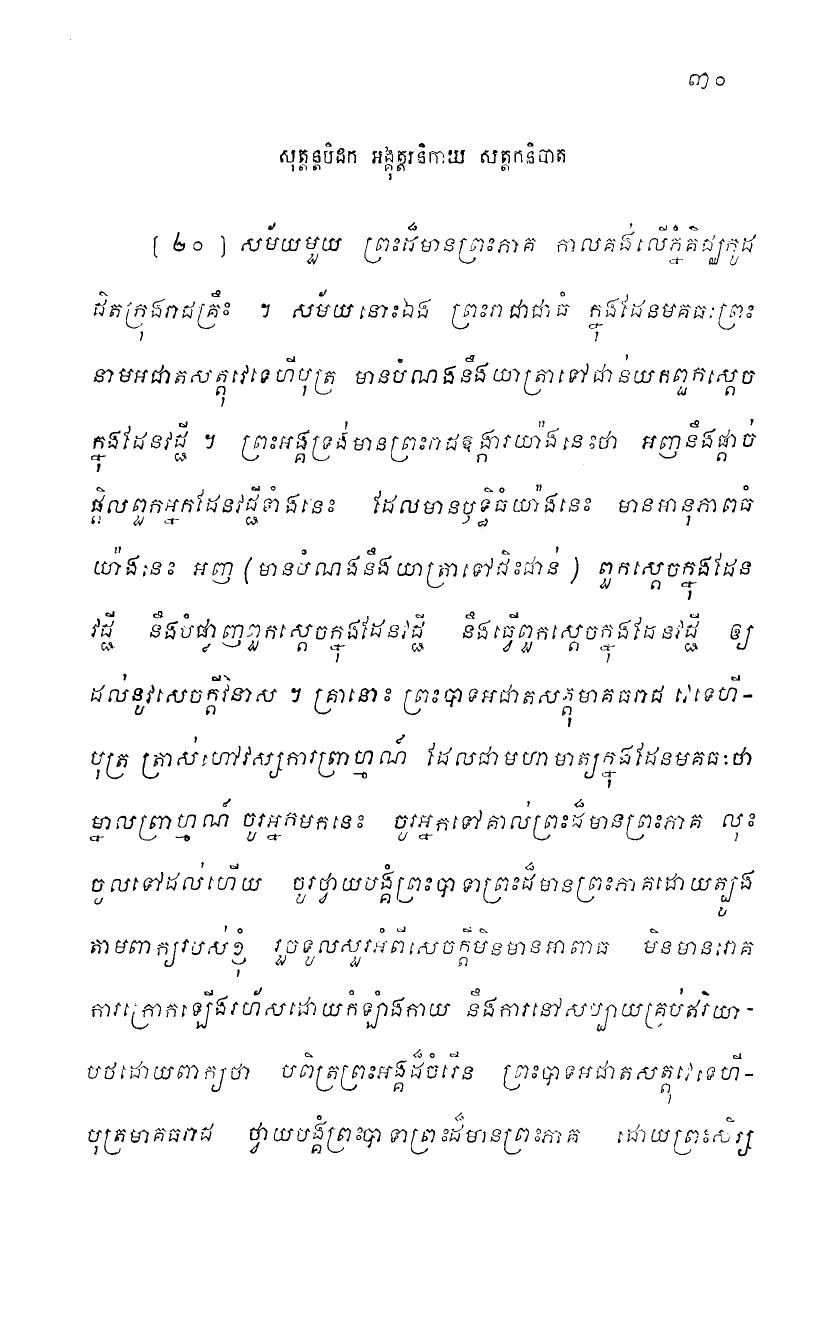 ៣០
សុត្តន្តបិដក អង្គុត្តរនិកាយ សត្តកនិបាត
[ ២០ ] សម័យមួយ ព្រះដ៏មានព្រះភាគ កាលគង់លើភ្នំគិជ្ឈកូដ
ជិតក្រុងរាជគ្រឹះ ។ សម័យនោះឯង ព្រះរាជាជាធំ ក្នុងដែនមគធៈព្រះ
នាមអជាតសត្តុវេទេហីបុត្រ មានបំណងនឹងយាត្រាទៅជាន់យកពួកស្តេច
ក្នុងដែនវជ្ជី ។ ព្រះអង្គទ្រង់មានព្រះរាជឱង្ការយ៉ាងនេះថា អញនឹងផ្តាច់
ផ្តិលពួកអ្នកដែនវជ្ជីទាំងនេះ ដែលមានឫទ្ធិធំយ៉ាងនេះ មានអានុភាពធំ
យ៉ាងនេះ អញ (មានបំណងនឹងយាត្រាទៅជិះជាន់ ) ពួកស្តេចក្នុងដែន
វជ្ជី នឹងបំផ្លាញពួកស្តេចក្នុងដែនវជ្ជី នឹងធ្វើពួកស្តេចក្នុងដែនវជ្ជី ឲ្យ
ដល់នូវសេចក្តីវិនាស ។ គ្រានោះ ព្រះបាទអជាតសត្តុមាគធរាជ វេទេហី-
បុត្រ ត្រាស់ហៅវស្សការព្រាហ្មណ៍ ដែលជាមហាមាត្យក្នុងដែនមគធៈថា
ម្នាលព្រាហ្មណ៍ ចូរអ្នកមកនេះ ចូរអ្នកទៅគាល់ព្រះដ៏មានព្រះភាគ លុះ
ចូលទៅដល់ហើយ ចូរថ្វាយបង្គំព្រះបាទាព្រះដ៏មានព្រះភាគដោយត្បូង
តាមពាក្យរបស់ខ្ញុំ រួចទូលសួរអំពីសេចក្តីមិនមានអាពាធ មិនមានរោគ
ការក្រោកឡើងរហ័សដោយកំឡាំងកាយ នឹងការនៅសប្បាយគ្រប់ឥរិយា-
បថដោយពាក្យថា បពិត្រព្រះអង្គដ៏ចំរើន ព្រះបាទអជាតសត្តុវេទេហី-
បុត្រមាគធរាជ ថ្វាយបង្គំព្រះបាទាព្រះដ៏មានព្រះភាគ ដោយព្រះសិរ្ស